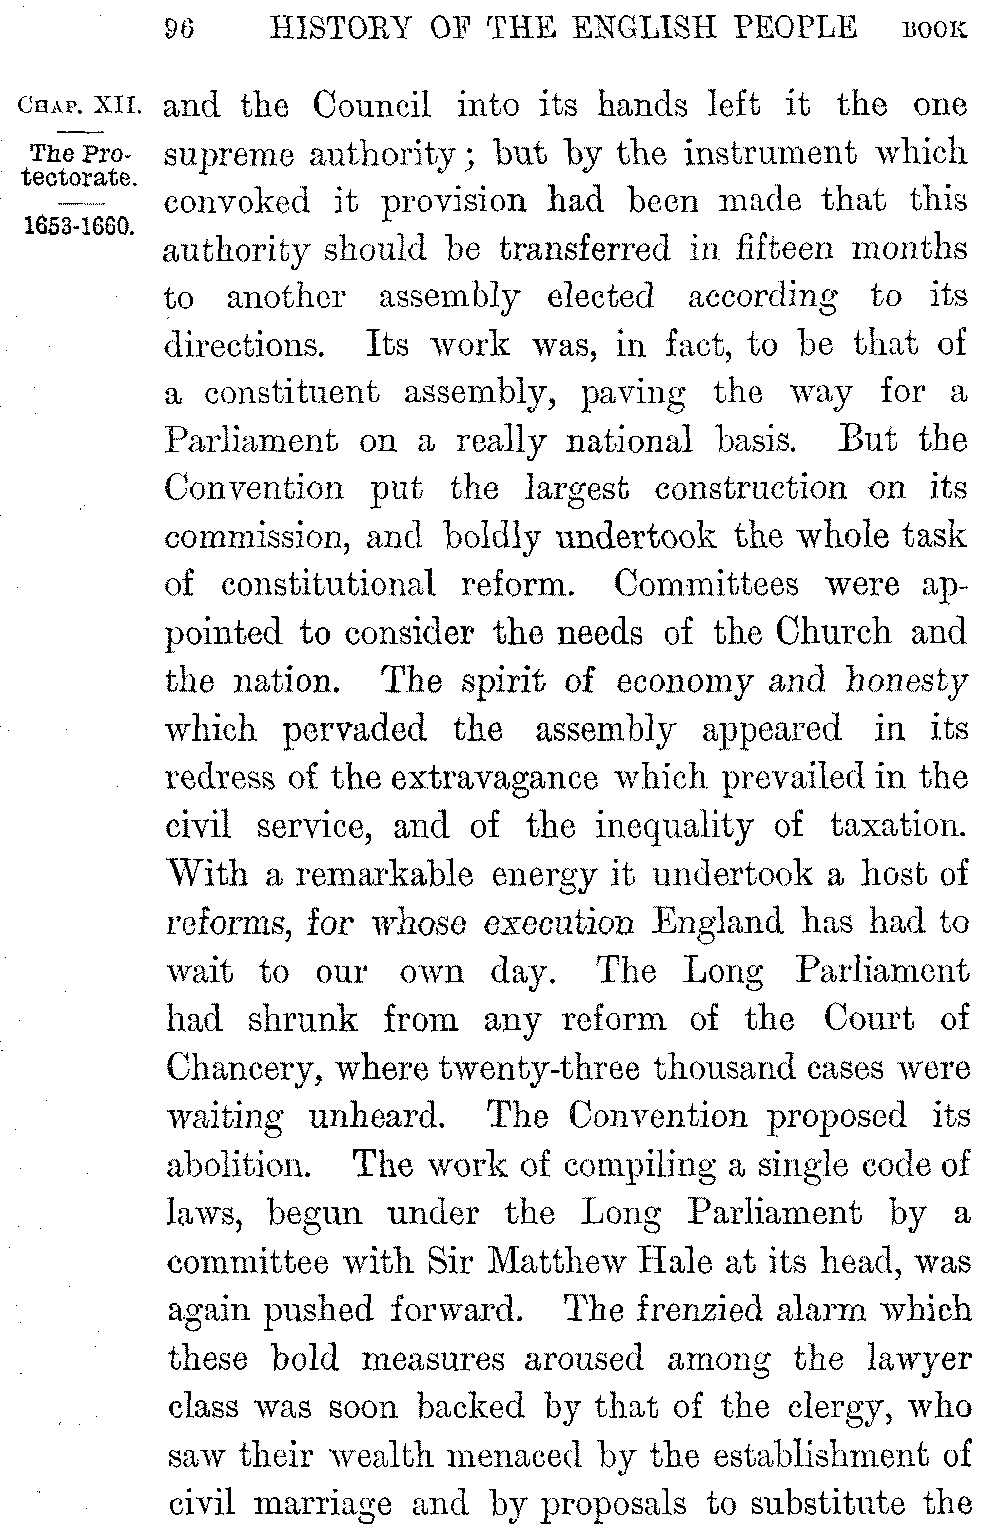 96 HISTORY OF THE ENGLISH PEOPLE BOOK
CHAP. XII.
The Pro-
tectorate.
1653-1660.
and the Council into its hands left it the one
supreme authority; but by the instrument which
convoked it provision had been made that this
authority should be transferred in fifteen months
to another assembly elected according to its
directions. Its work was, in fact, to be that of
a constituent assembly, paving the way for a
Parliament on a really national basis. But the
Convention put the largest construction on its
commission, and boldly undertook the whole task
of constitutional reform. Committees were ap-
pointed to consider the needs of the Church and
the nation. The spirit of economy and honesty
which pervaded the assembly appeared in its
redress of the extravagance which prevailed in the
civil service, and of the inequality of taxation.
With a remarkable energy it undertook a host of
reforms, for whose execution England has had to
wait to our own day. The Long Parliament
had shrunk from any reform of the Court of
Chancery, where twenty-three thousand cases were
waiting unheard. The Convention proposed its
abolition. The work of compiling a single code of
laws, begun under the Long Parliament by a
committee with Sir Matthew Hale at its head, was
again pushed forward. The frenzied alarm which
these bold measures aroused among the lawyer
class was soon backed by that of the clergy, who
saw their wealth menaced by the establishment of
civil marriage and by proposals to substitute the